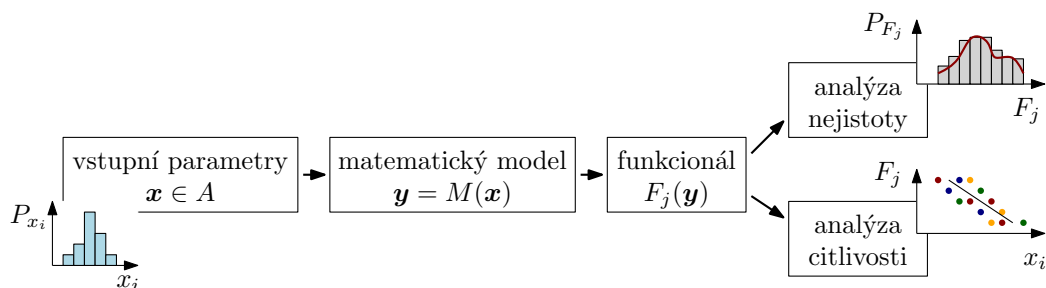 vstupní parametry
x ∈ A
P_{x_i}
x_i
matematický model
y = M(x)
funkcionál
F_j(y)
analýza
nejistoty
P_{F_j}
F_j
analýza
citlivosti
F_j
x_i